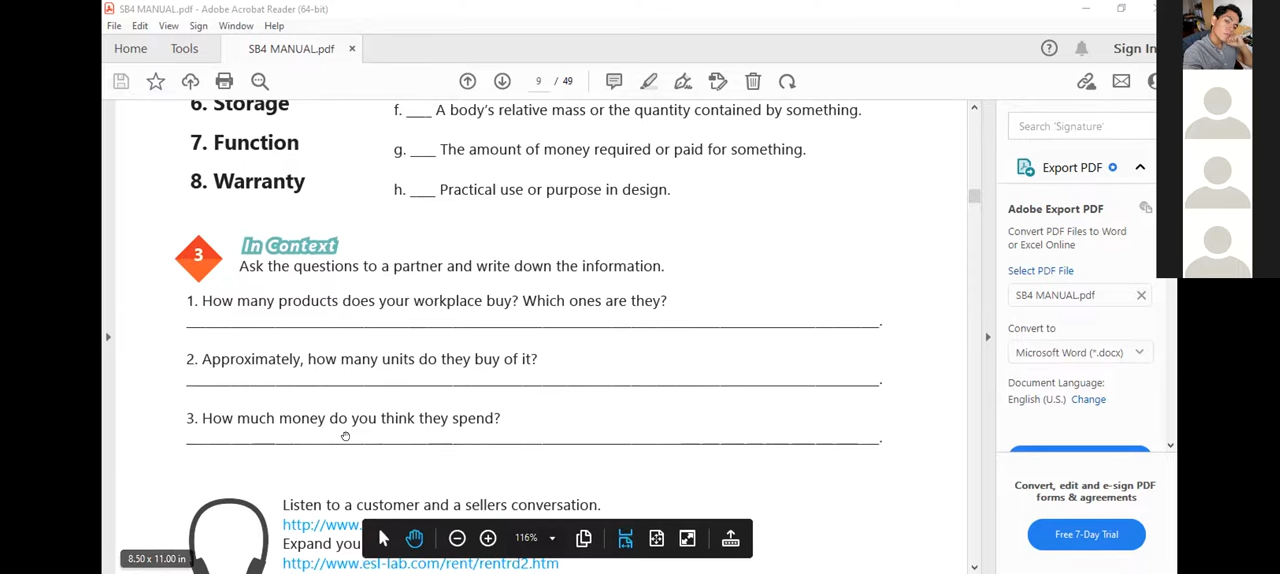 SB4 MANUAL.pdf - Adobe Acrobat Reader (64-bit)
File Edit View Sign Window Help
Home Tools SB4 MANUAL.pdf × Sign In
9 / 49
6. Storage
f. ___ A body's relative mass or the quantity contained by something.
7. Function
g. ___ The amount of money required or paid for something.
8. Warranty
h. ___ Practical use or purpose in design.
3 In Context
Ask the questions to a partner and write down the information.
1. How many products does your workplace buy? Which ones are they?
2. Approximately, how many units do they buy of it?
3. How much money do you think they spend?
Listen to a customer and a sellers conversation.
http://www.
Expand you
http://www.esl-lab.com/rent/rentrd2.htm
116%
8.50 x 11.00 in
Search 'Signature'
Export PDF
Adobe Export PDF
Convert PDF Files to Word
or Excel Online
Select PDF File
SB4 MANUAL.pdf
Convert to
Microsoft Word (*.docx)
Document Language:
English (U.S.) Change
Convert, edit and e-sign PDF
forms & agreements
Free 7-Day Trial